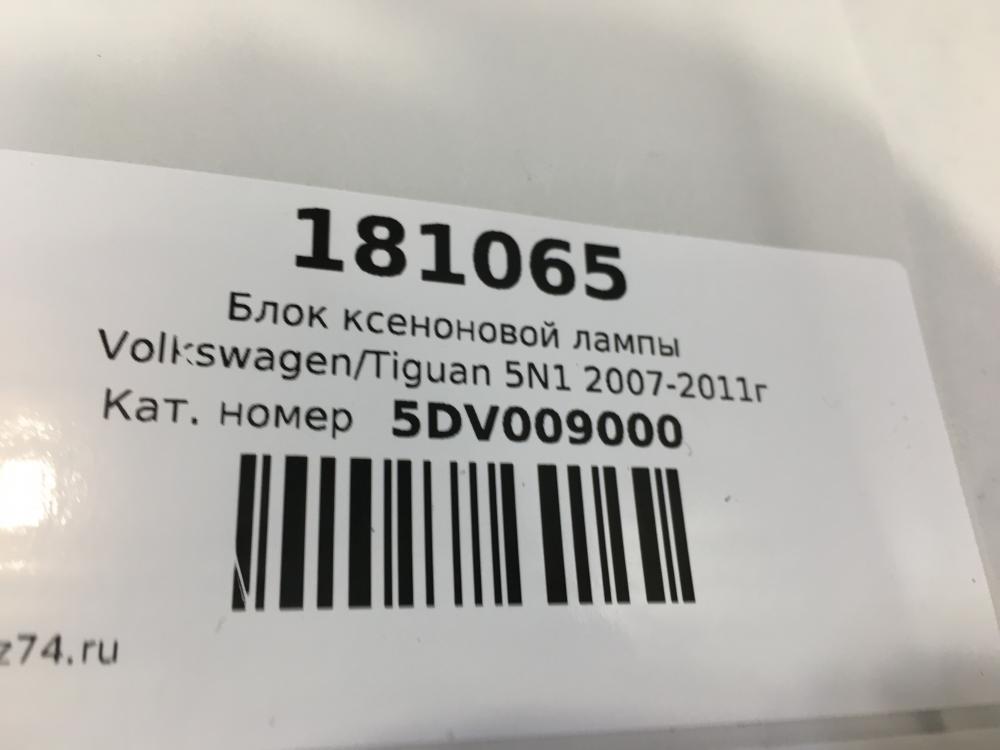 181065
Блок ксеноновой лампы
Volkswagen/Tiguan 5N1 2007-2011г
Кат. номер 5DV009000
z74.ru